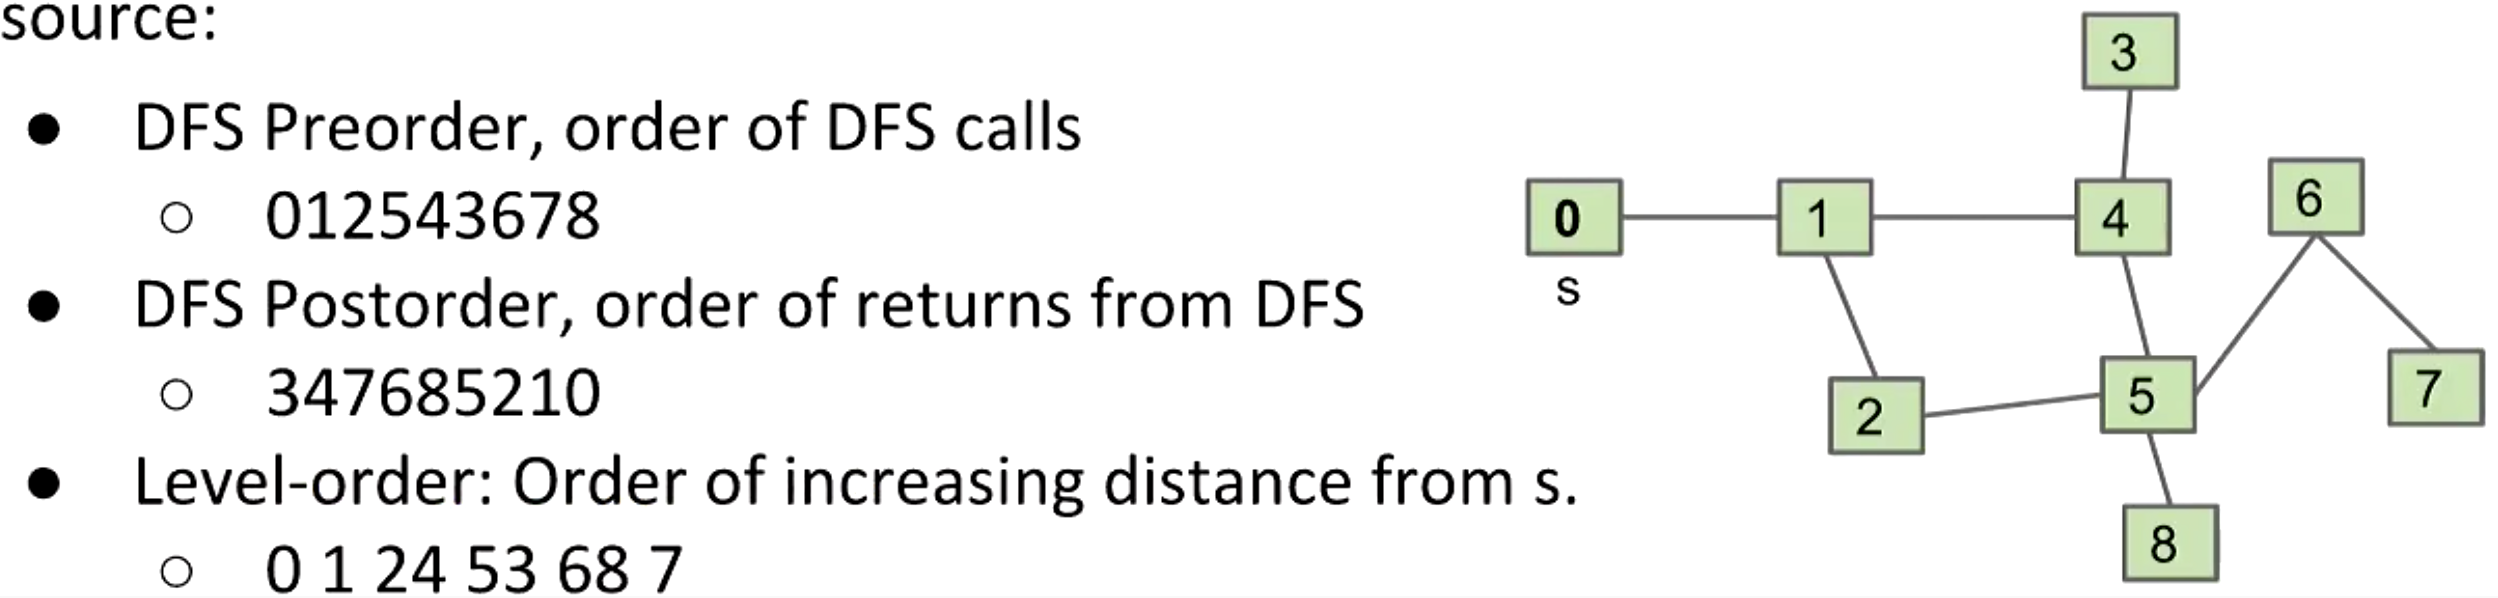 source:
● DFS Preorder, order of DFS calls
○ 012543678
● DFS Postorder, order of returns from DFS
○ 347685210
● Level-order: Order of increasing distance from s.
○ 0 1 24 53 68 7
3
6
0 1 4
s
7
5
2
8